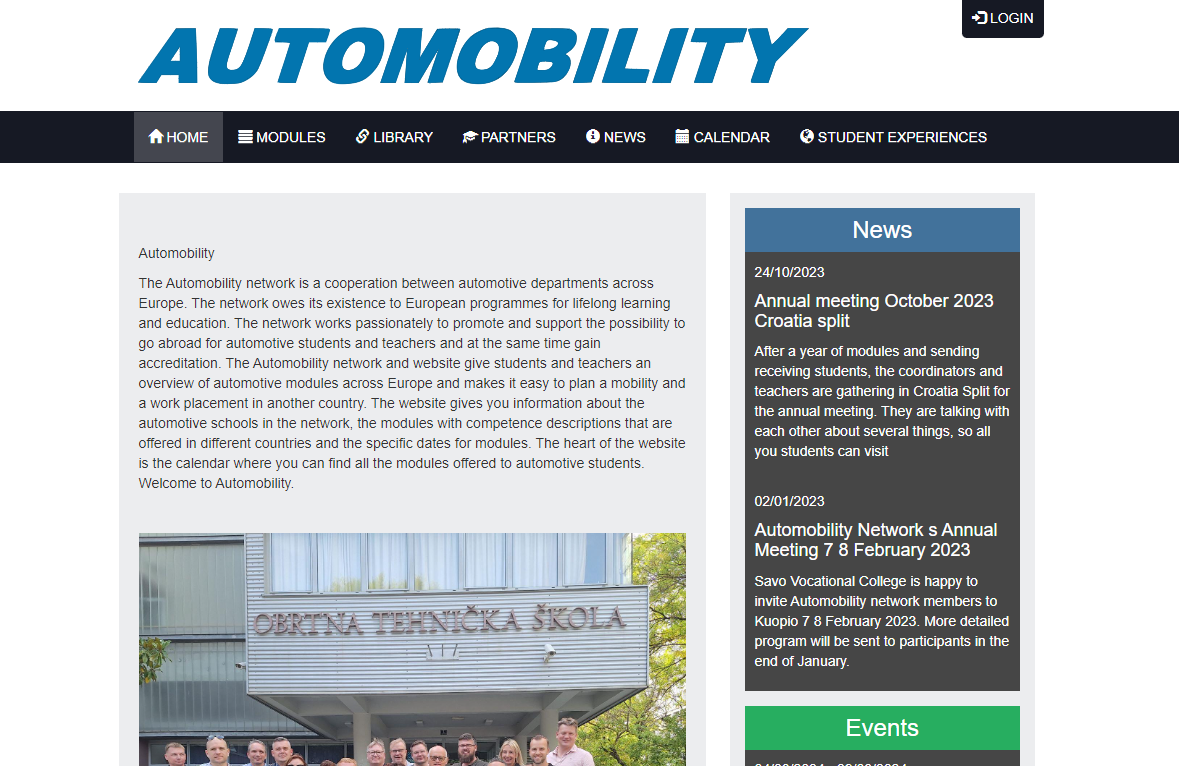 AUTOMOBILITY
LOGIN
HOME
MODULES
LIBRARY
PARTNERS
NEWS
CALENDAR
STUDENT EXPERIENCES
Automobility
The Automobility network is a cooperation between automotive departments across
Europe. The network owes its existence to European programmes for lifelong learning
and education. The network works passionately to promote and support the possibility to
go abroad for automotive students and teachers and at the same time gain
accreditation. The Automobility network and website give students and teachers an
overview of automotive modules across Europe and makes it easy to plan a mobility and
a work placement in another country. The website gives you information about the
automotive schools in the network, the modules with competence descriptions that are
offered in different countries and the specific dates for modules. The heart of the website
is the calendar where you can find all the modules offered to automotive students.
Welcome to Automobility.
OBRTNA TEHNIČKA ŠKOLA
News
24/10/2023
Annual meeting October 2023
Croatia split
After a year of modules and sending
receiving students, the coordinators and
teachers are gathering in Croatia Split for
the annual meeting. They are talking with
each other about several things, so all
you students can visit
02/01/2023
Automobility Network s Annual
Meeting 7 8 February 2023
Savo Vocational College is happy to
invite Automobility network members to
Kuopio 7 8 February 2023. More detailed
program will be sent to participants in the
end of January.
Events